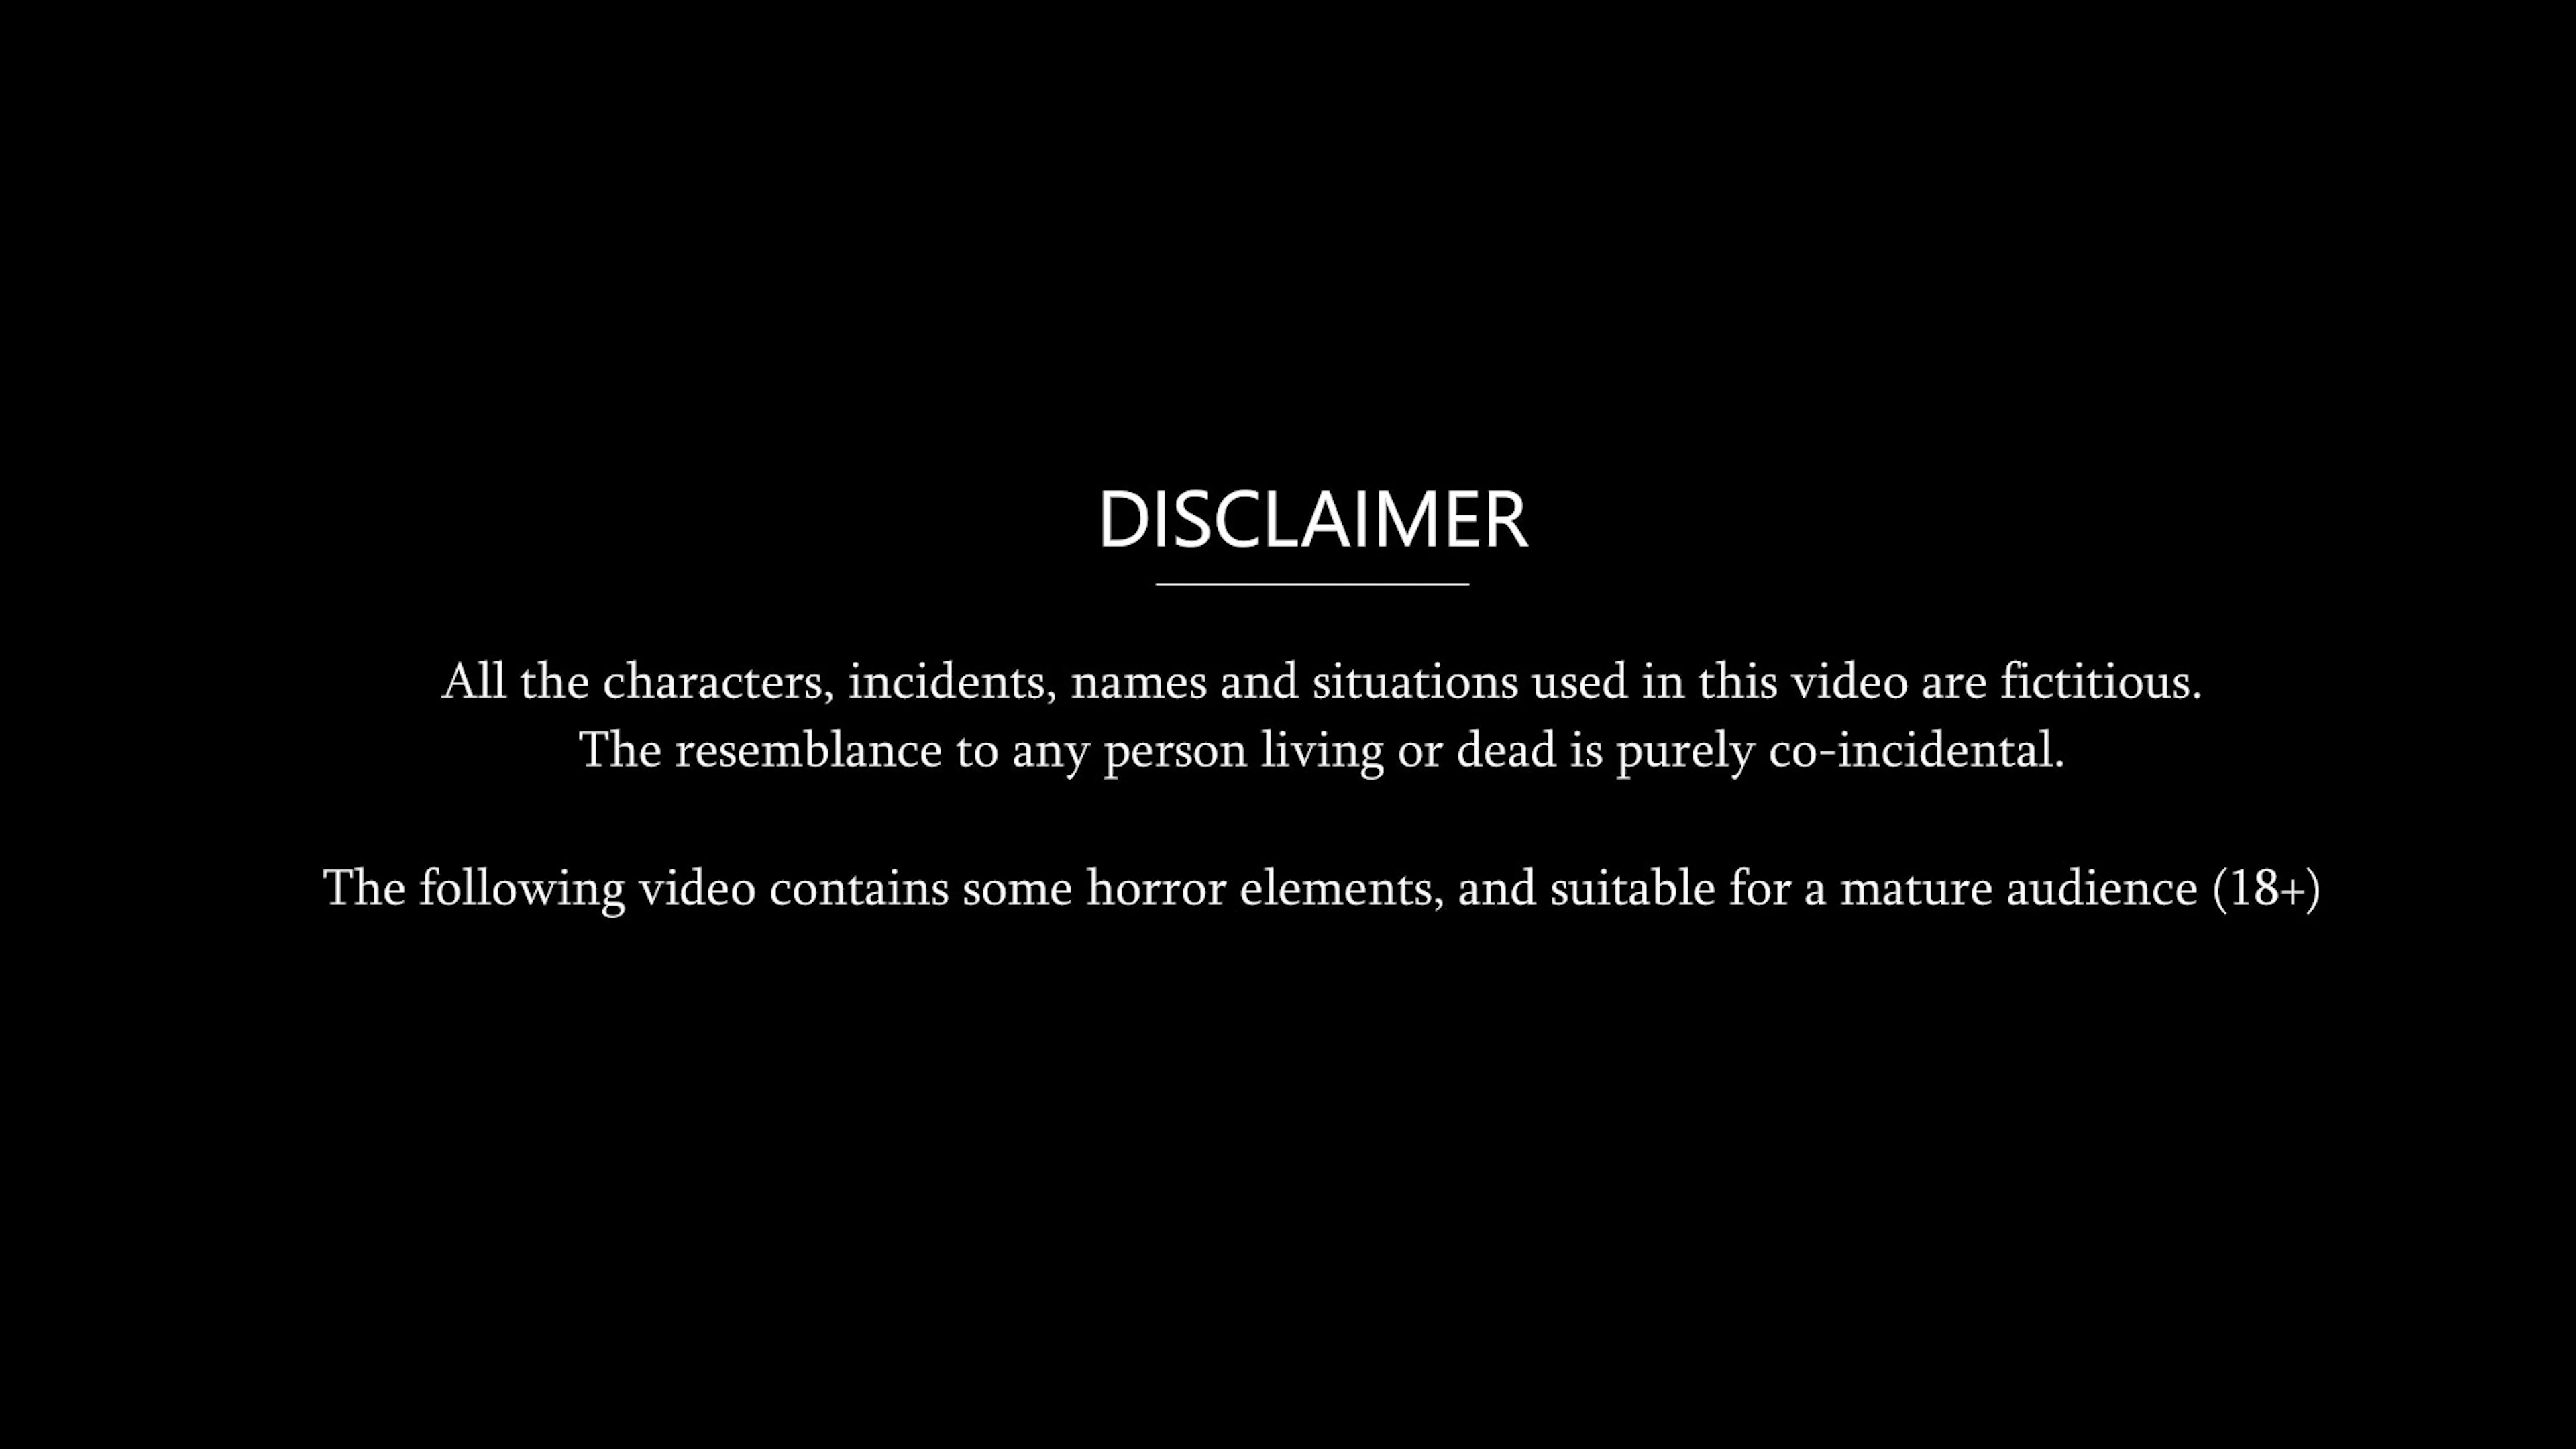 DISCLAIMER
All the characters, incidents, names and situations used in this video are fictitious.
The resemblance to any person living or dead is purely co-incidental.
The following video contains some horror elements, and suitable for a mature audience (18+)